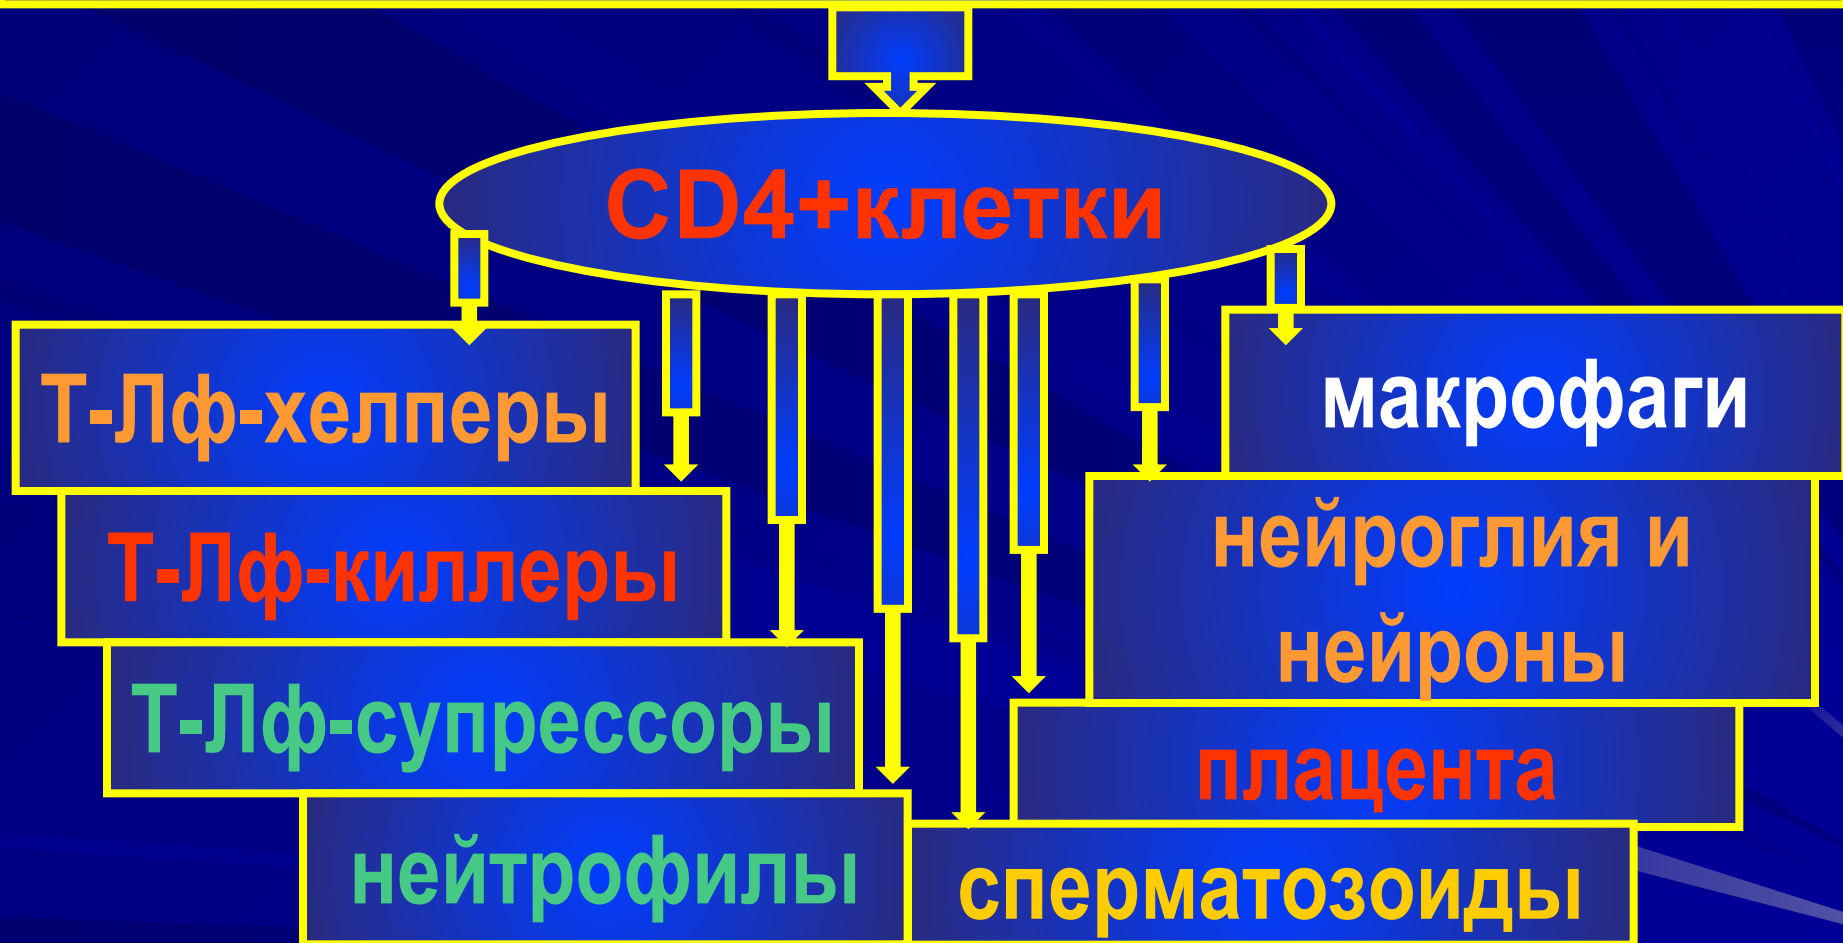 CD4+клетки
Т-Лф-хелперы
Т-Лф-киллеры
Т-Лф-супрессоры
нейтрофилы
макрофаги
нейроглия и
нейроны
плацента
сперматозоиды